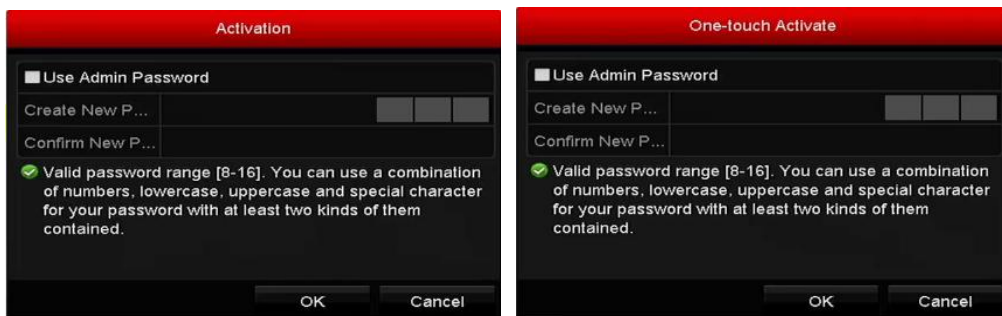 Activation
Use Admin Password
Create New P...
Confirm New P...
Valid password range [8-16]. You can use a combination
of numbers, lowercase, uppercase and special character
for your password with at least two kinds of them
contained.
OK Cancel
One-touch Activate
Use Admin Password
Create New P...
Confirm New P...
Valid password range [8-16]. You can use a combination
of numbers, lowercase, uppercase and special character
for your password with at least two kinds of them
contained.
OK Cancel